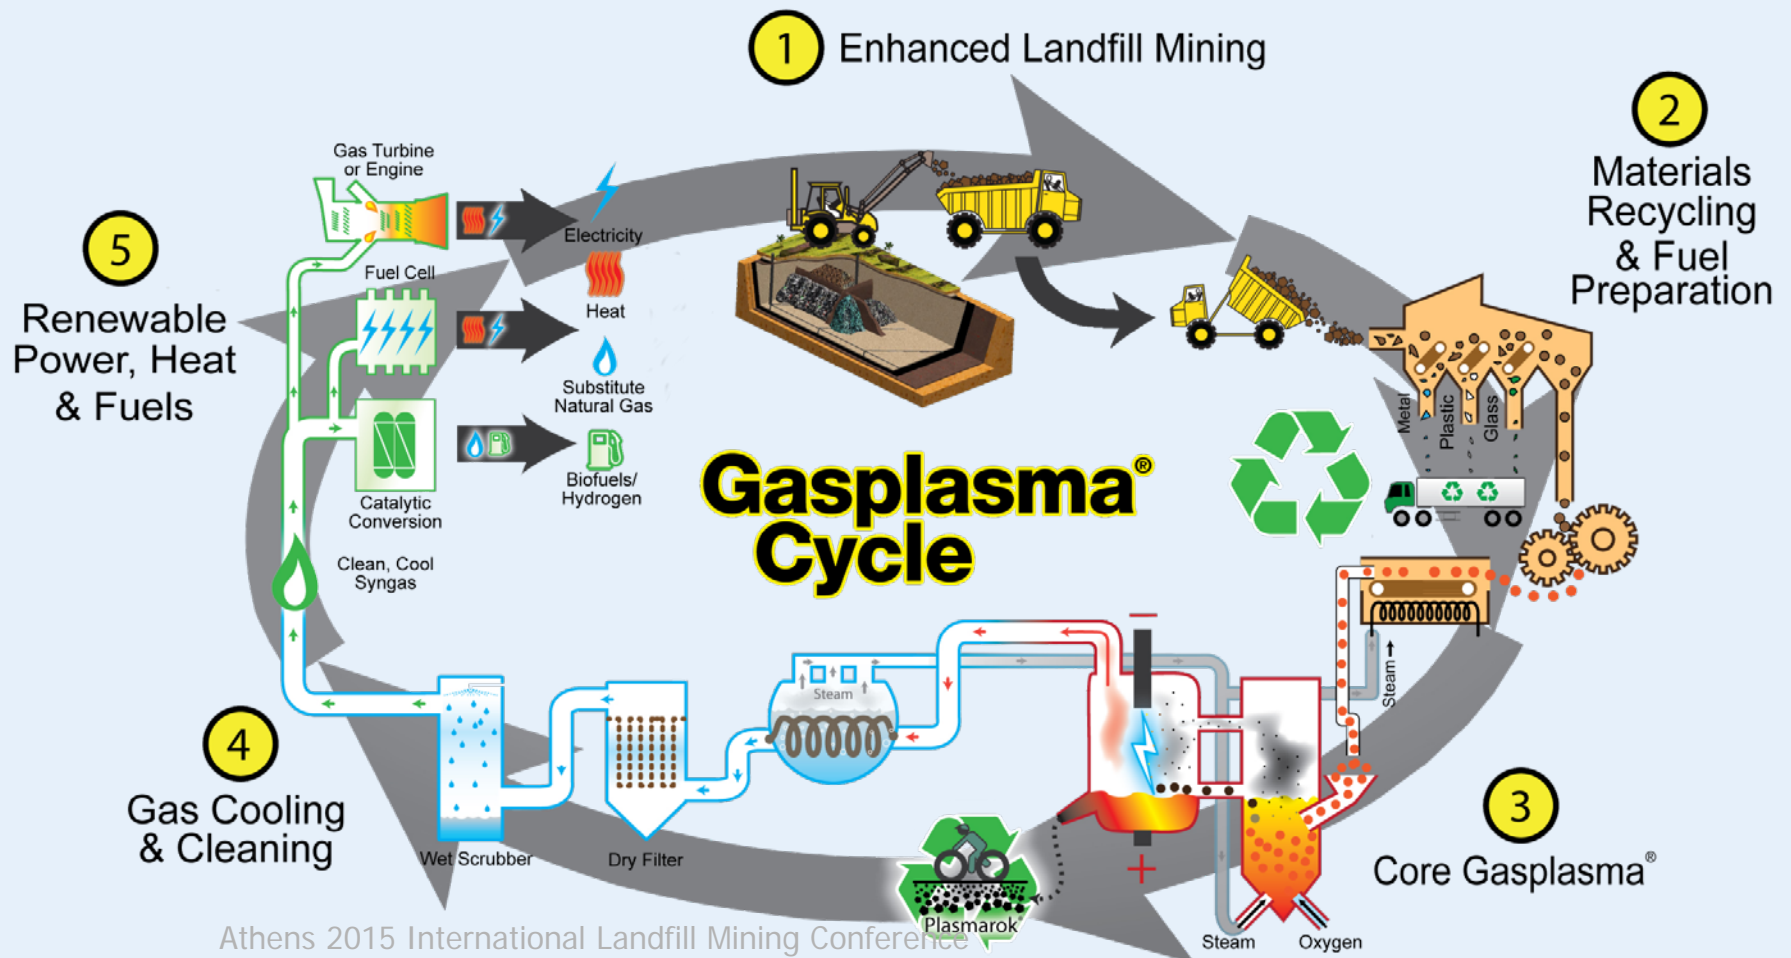 1
Enhanced Landfill Mining
2
Materials
Recycling
& Fuel
Preparation
Metal
Plastic
Glass
Steam
3
Core Gasplasma®
Steam
Oxygen
+
−
Plasmarok
Steam
4
Gas Cooling
& Cleaning
Wet Scrubber
Dry Filter
5
Renewable
Power, Heat
& Fuels
Gas Turbine
or Engine
Fuel Cell
Catalytic
Conversion
Clean, Cool
Syngas
Electricity
Heat
Substitute
Natural Gas
Biofuels/
Hydrogen
Gasplasma®
Cycle
Athens 2015 International Landfill Mining Conference